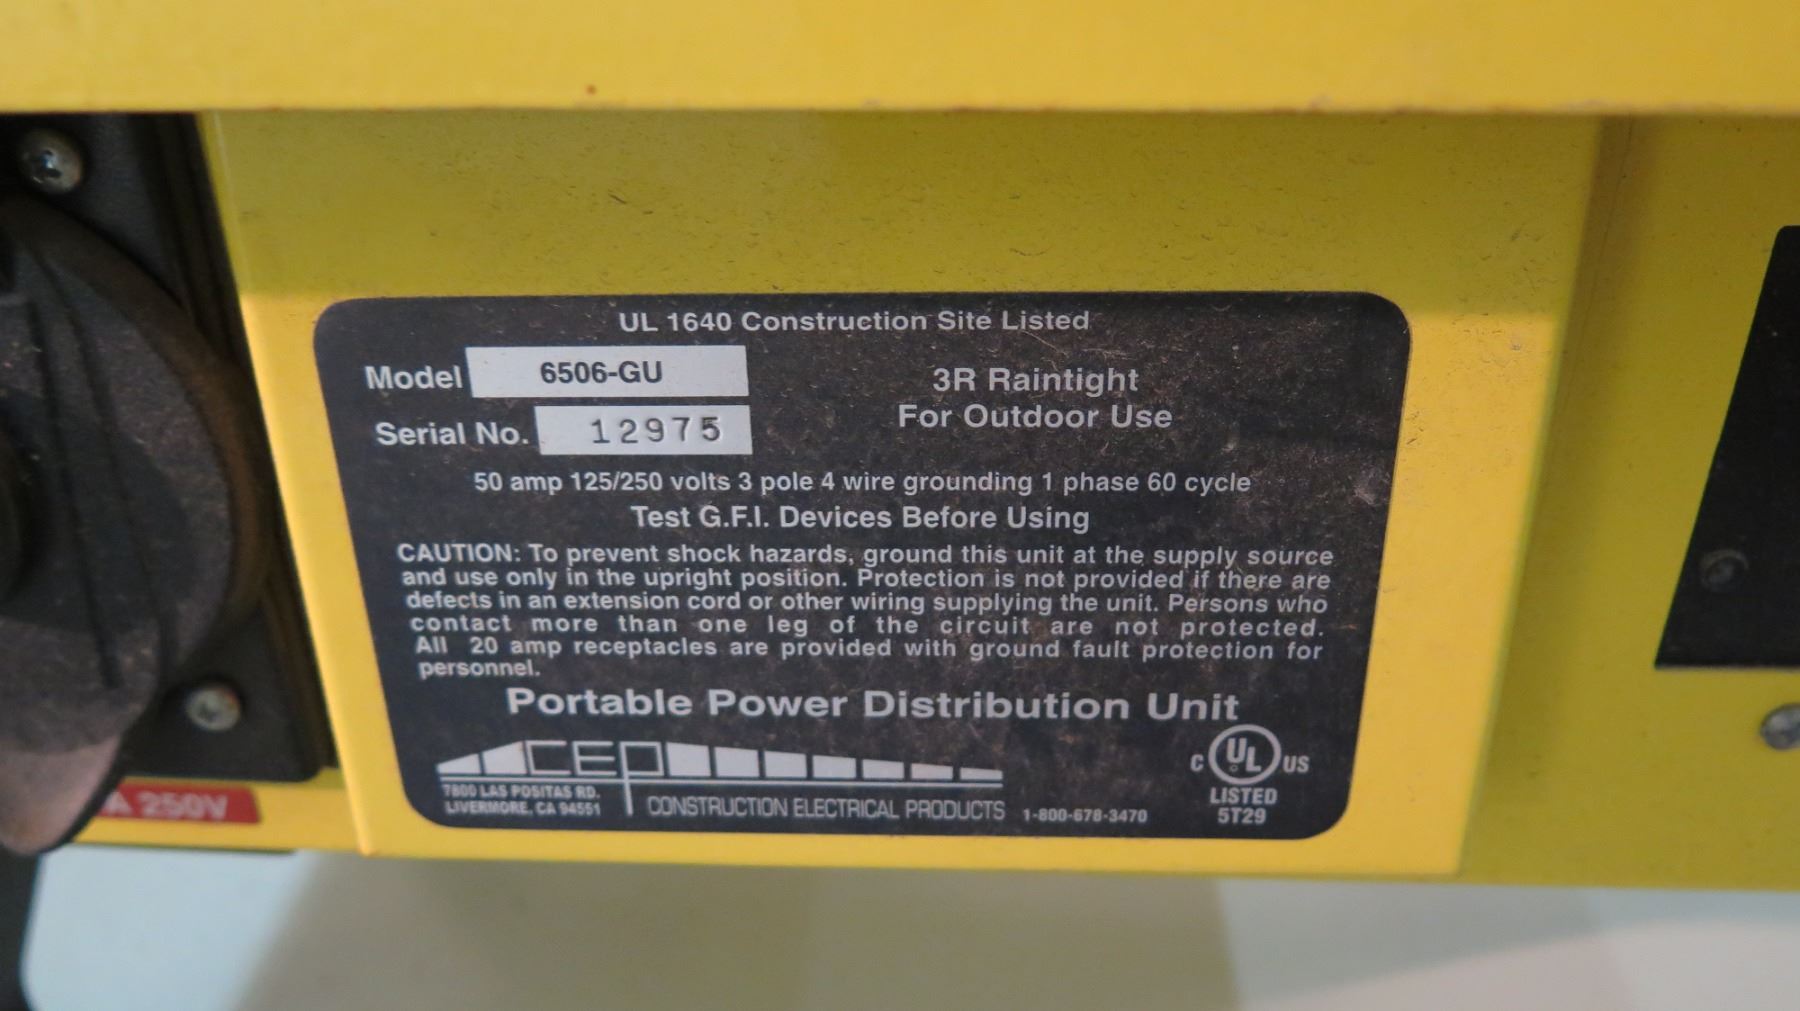 UL 1640 Construction Site Listed
Model 6506-GU
3R Raintight
For Outdoor Use
Serial No. 12975
50 amp 125/250 volts 3 pole 4 wire grounding 1 phase 60 cycle
Test G.F.I. Devices Before Using
CAUTION: To prevent shock hazards, ground this unit at the supply source
and use only in the upright position. Protection is not provided if there are
defects in an extension cord or other wiring supplying the unit. Persons who
contact more than one leg of the circuit are not protected.
All 20 amp receptacles are provided with ground fault protection for
personnel.
Portable Power Distribution Unit
CEP
7800 LAS POSITAS RD.
LIVERMORE, CA 94551
CONSTRUCTION ELECTRICAL PRODUCTS 1-800-678-3470
C UL US
LISTED
5T29
A 250V